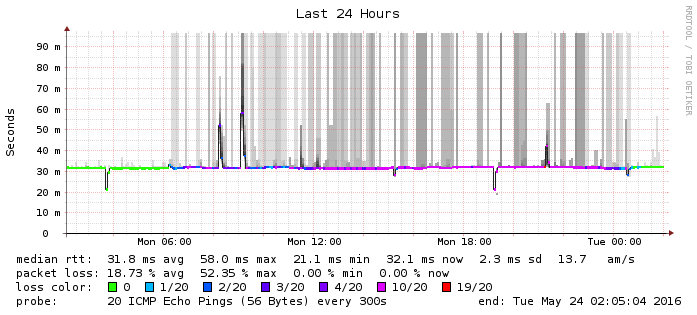 Last 24 Hours
RRDTOOL / TOBI OETIKER
Seconds
90 m
80 m
70 m
60 m
50 m
40 m
30 m
20 m
10 m
0
Mon 06:00 Mon 12:00 Mon 18:00 Tue 00:00
median rtt: 31.8 ms avg 58.0 ms max 21.1 ms min 32.1 ms now 2.3 ms sd 13.7 am/s
packet loss: 18.73 % avg 52.35 % max 0.00 % min 0.00 % now
loss color: 0 1/20 2/20 3/20 4/20 10/20 19/20
probe: 20 ICMP Echo Pings (56 Bytes) every 300s end: Tue May 24 02:05:04 2016